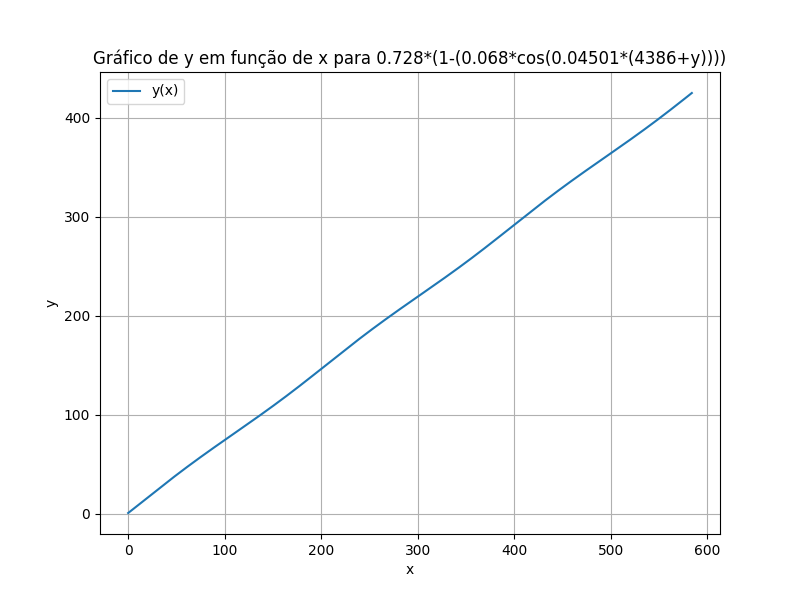 Gráfico de y em função de x para 0.728*(1-(0.068*cos(0.04501*(4386+y))))
y(x)
400
300
200
100
0
y
0 100 200 300 400 500 600
x